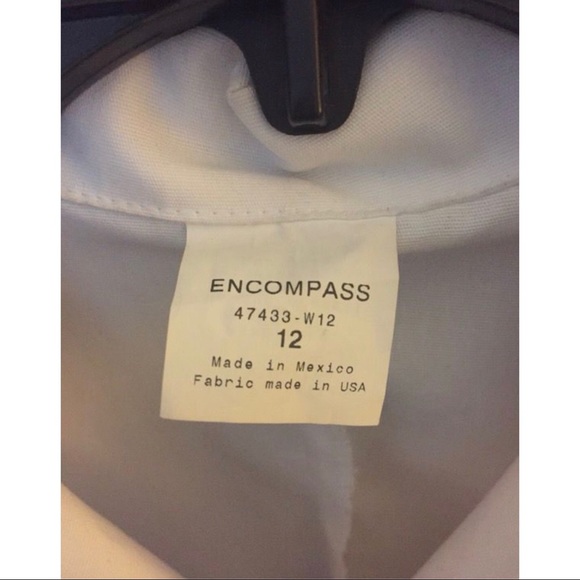 ENCOMPASS
47433-W12
12
Made in Mexico
Fabric made in USA